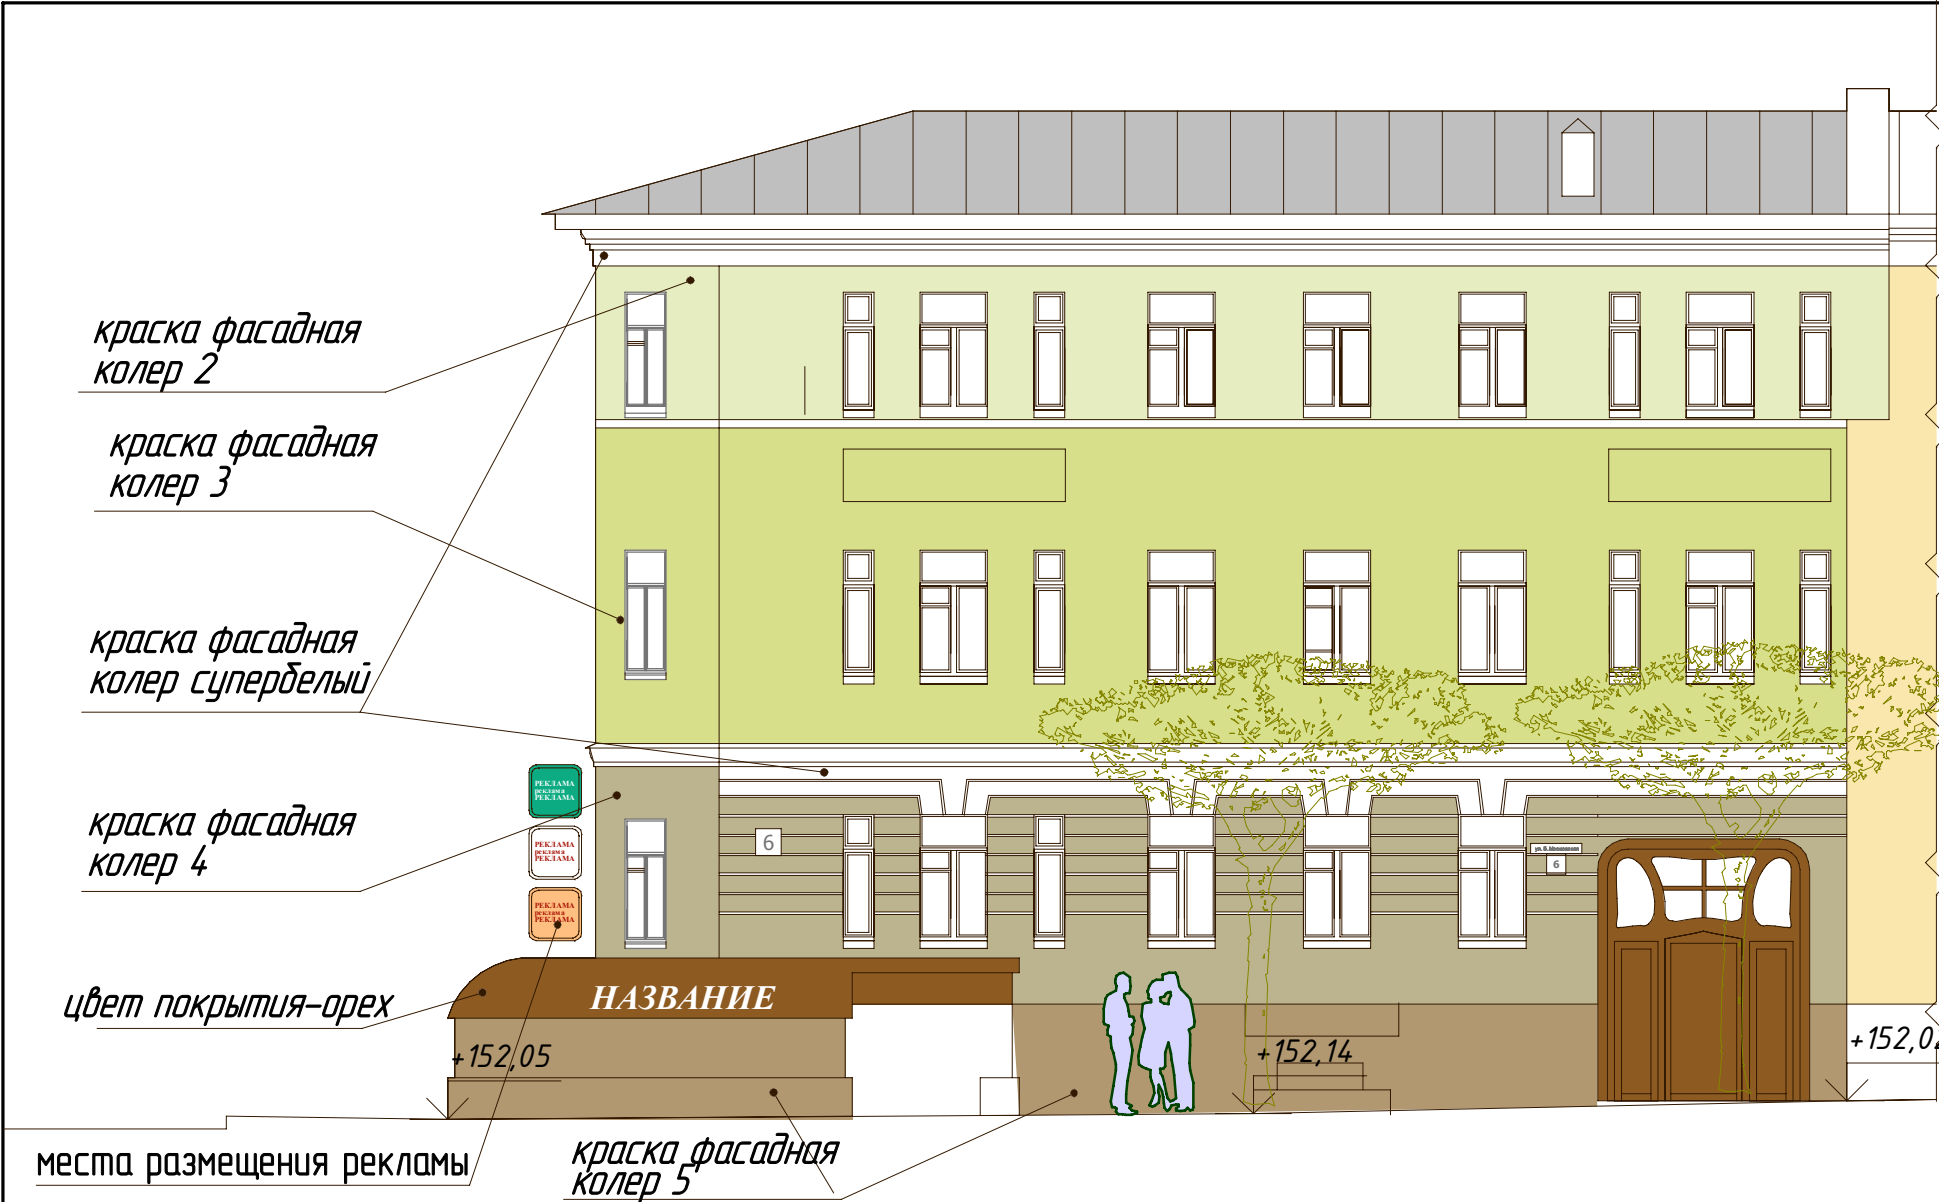 краска фасадная
колер 2
краска фасадная
колер 3
краска фасадная
колер супербелый
РЕКЛАМА
реклама
РЕКЛАМА
РЕКЛАМА
реклама
РЕКЛАМА
РЕКЛАМА
реклама
РЕКЛАМА
краска фасадная
колер 4
6
6
цвет покрытия-орех
НАЗВАНИЕ
+152,05
+152,14
+152,02
места размещения рекламы
краска фасадная
колер 5